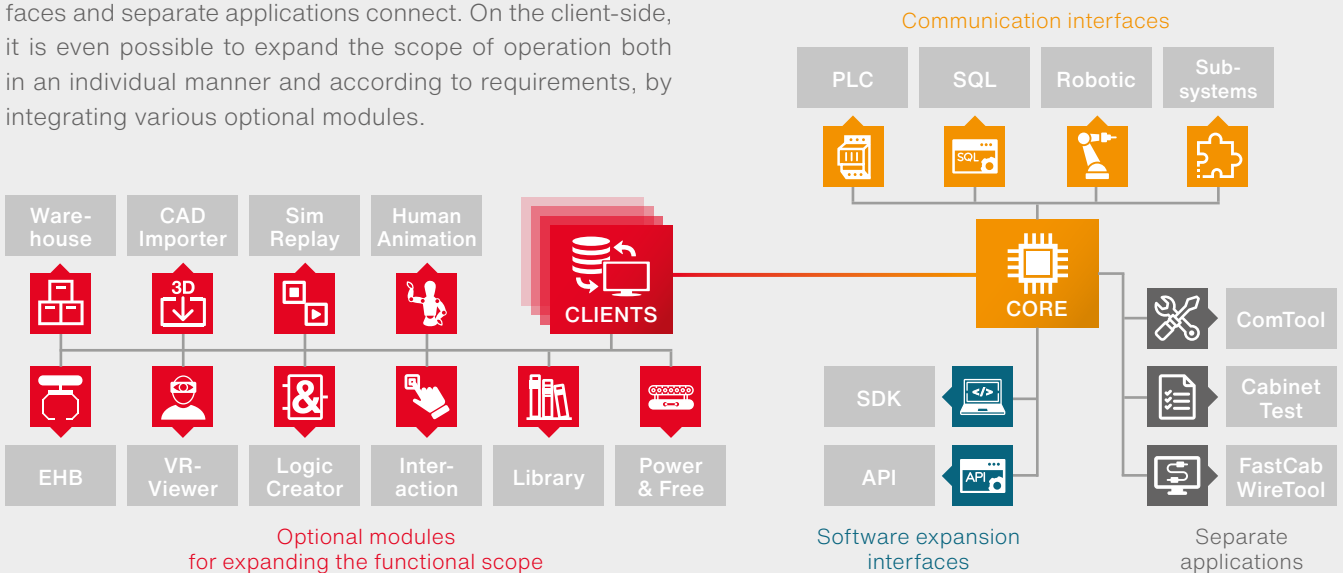 faces and separate applications connect. On the client-side,
it is even possible to expand the scope of operation both
in an individual manner and according to requirements, by
integrating various optional modules.
Communication interfaces
PLC
SQL
Robotic
Sub-
systems
SQL
Ware-
house
CAD
Importer
Sim
Replay
Human
Animation
3D
CLIENTS
CORE
ComTool
&
</>
SDK
Cabinet
Test
EHB
VR-
Viewer
Logic
Creator
Inter-
action
Library
Power
& Free
API
API
FastCab
WireTool
Optional modules
for expanding the functional scope
Software expansion
interfaces
Separate
applications